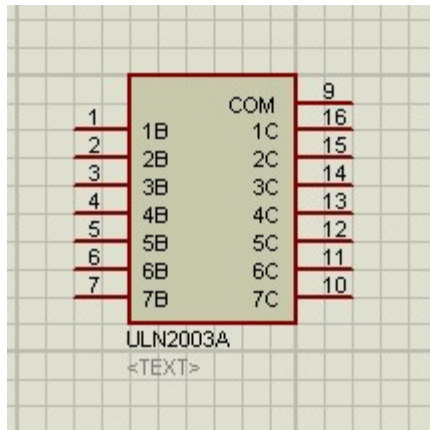 9
COM
1 1B 1C 16
2 2B 2C 15
3 3B 3C 14
4 4B 4C 13
5 5B 5C 12
6 6B 6C 11
7 7B 7C 10
ULN2003A
<TEXT>